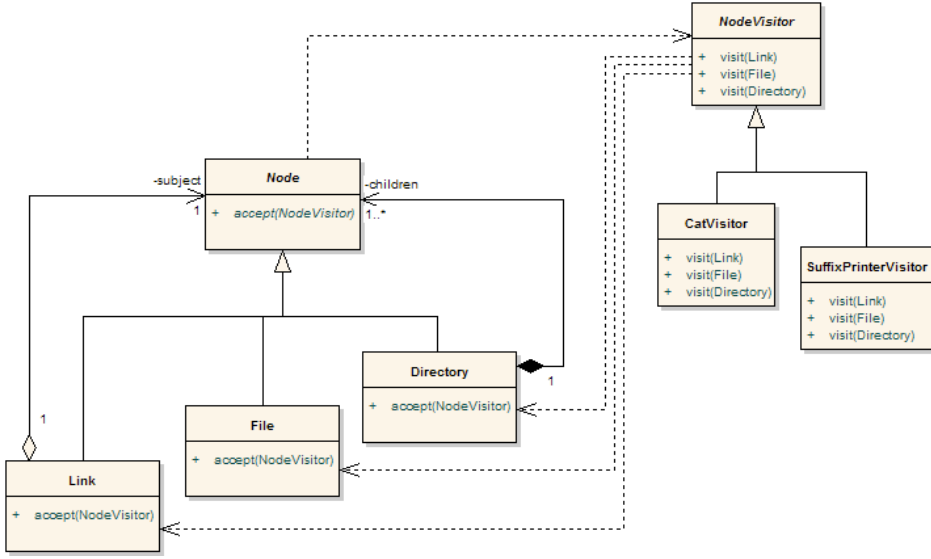 NodeVisitor
+ visit(Link)
+ visit(File)
+ visit(Directory)
Node
+ accept(NodeVisitor)
-subject
1
-children
1..*
CatVisitor
+ visit(Link)
+ visit(File)
+ visit(Directory)
SuffixPrinterVisitor
+ visit(Link)
+ visit(File)
+ visit(Directory)
Directory
+ accept(NodeVisitor)
1
File
+ accept(NodeVisitor)
1
Link
+ accept(NodeVisitor)